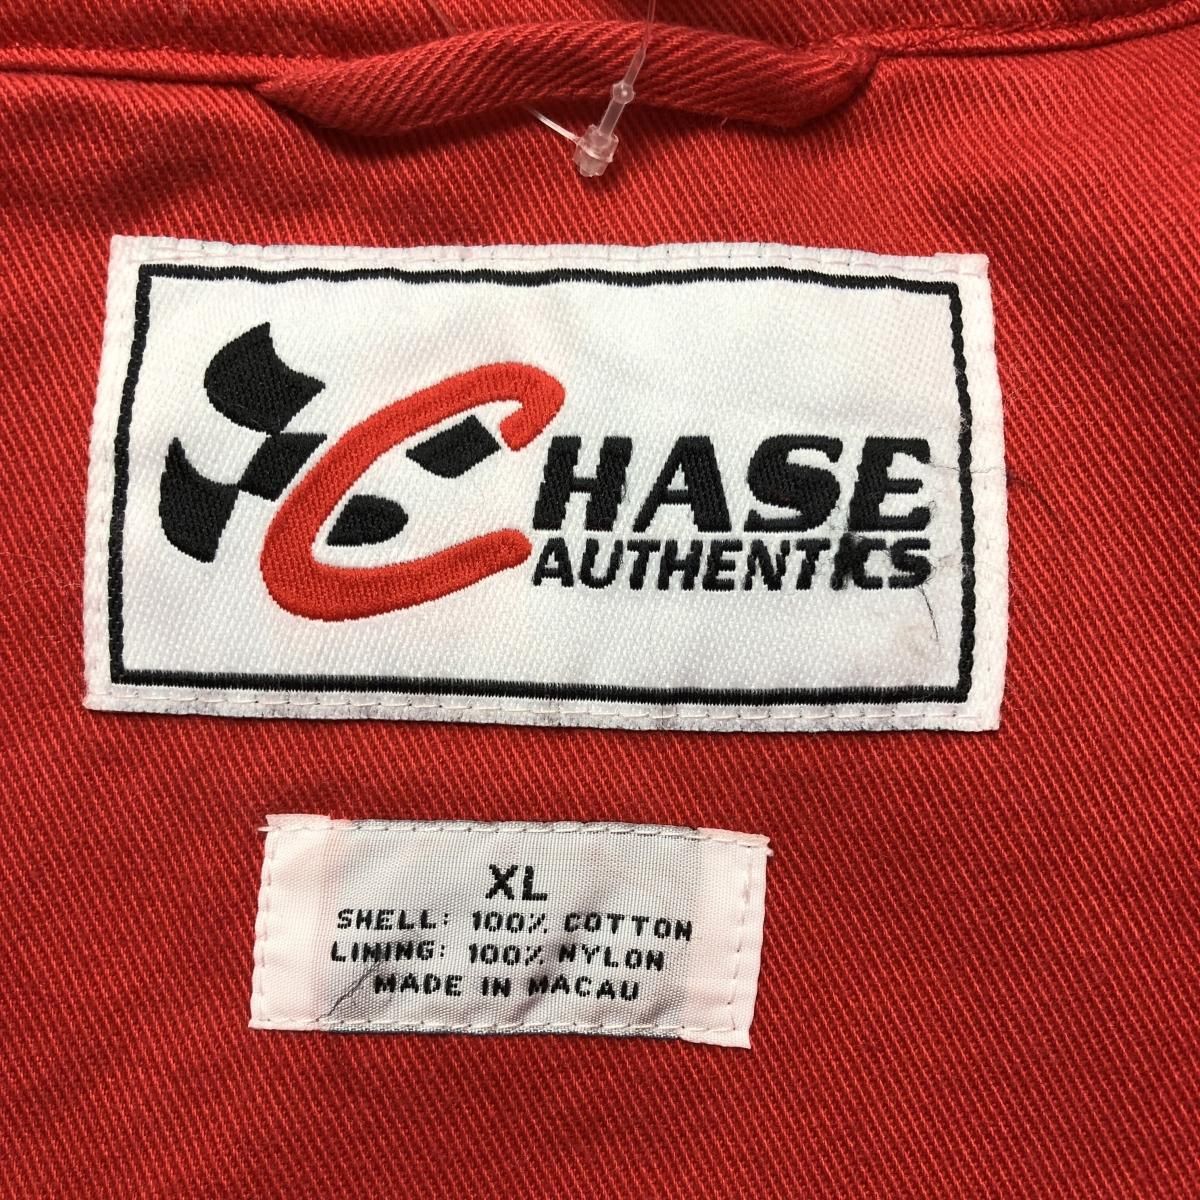 CHASE
AUTHENTICS
XL
SHELL: 100% COTTON
LINING: 100% NYLON
MADE IN MACAU